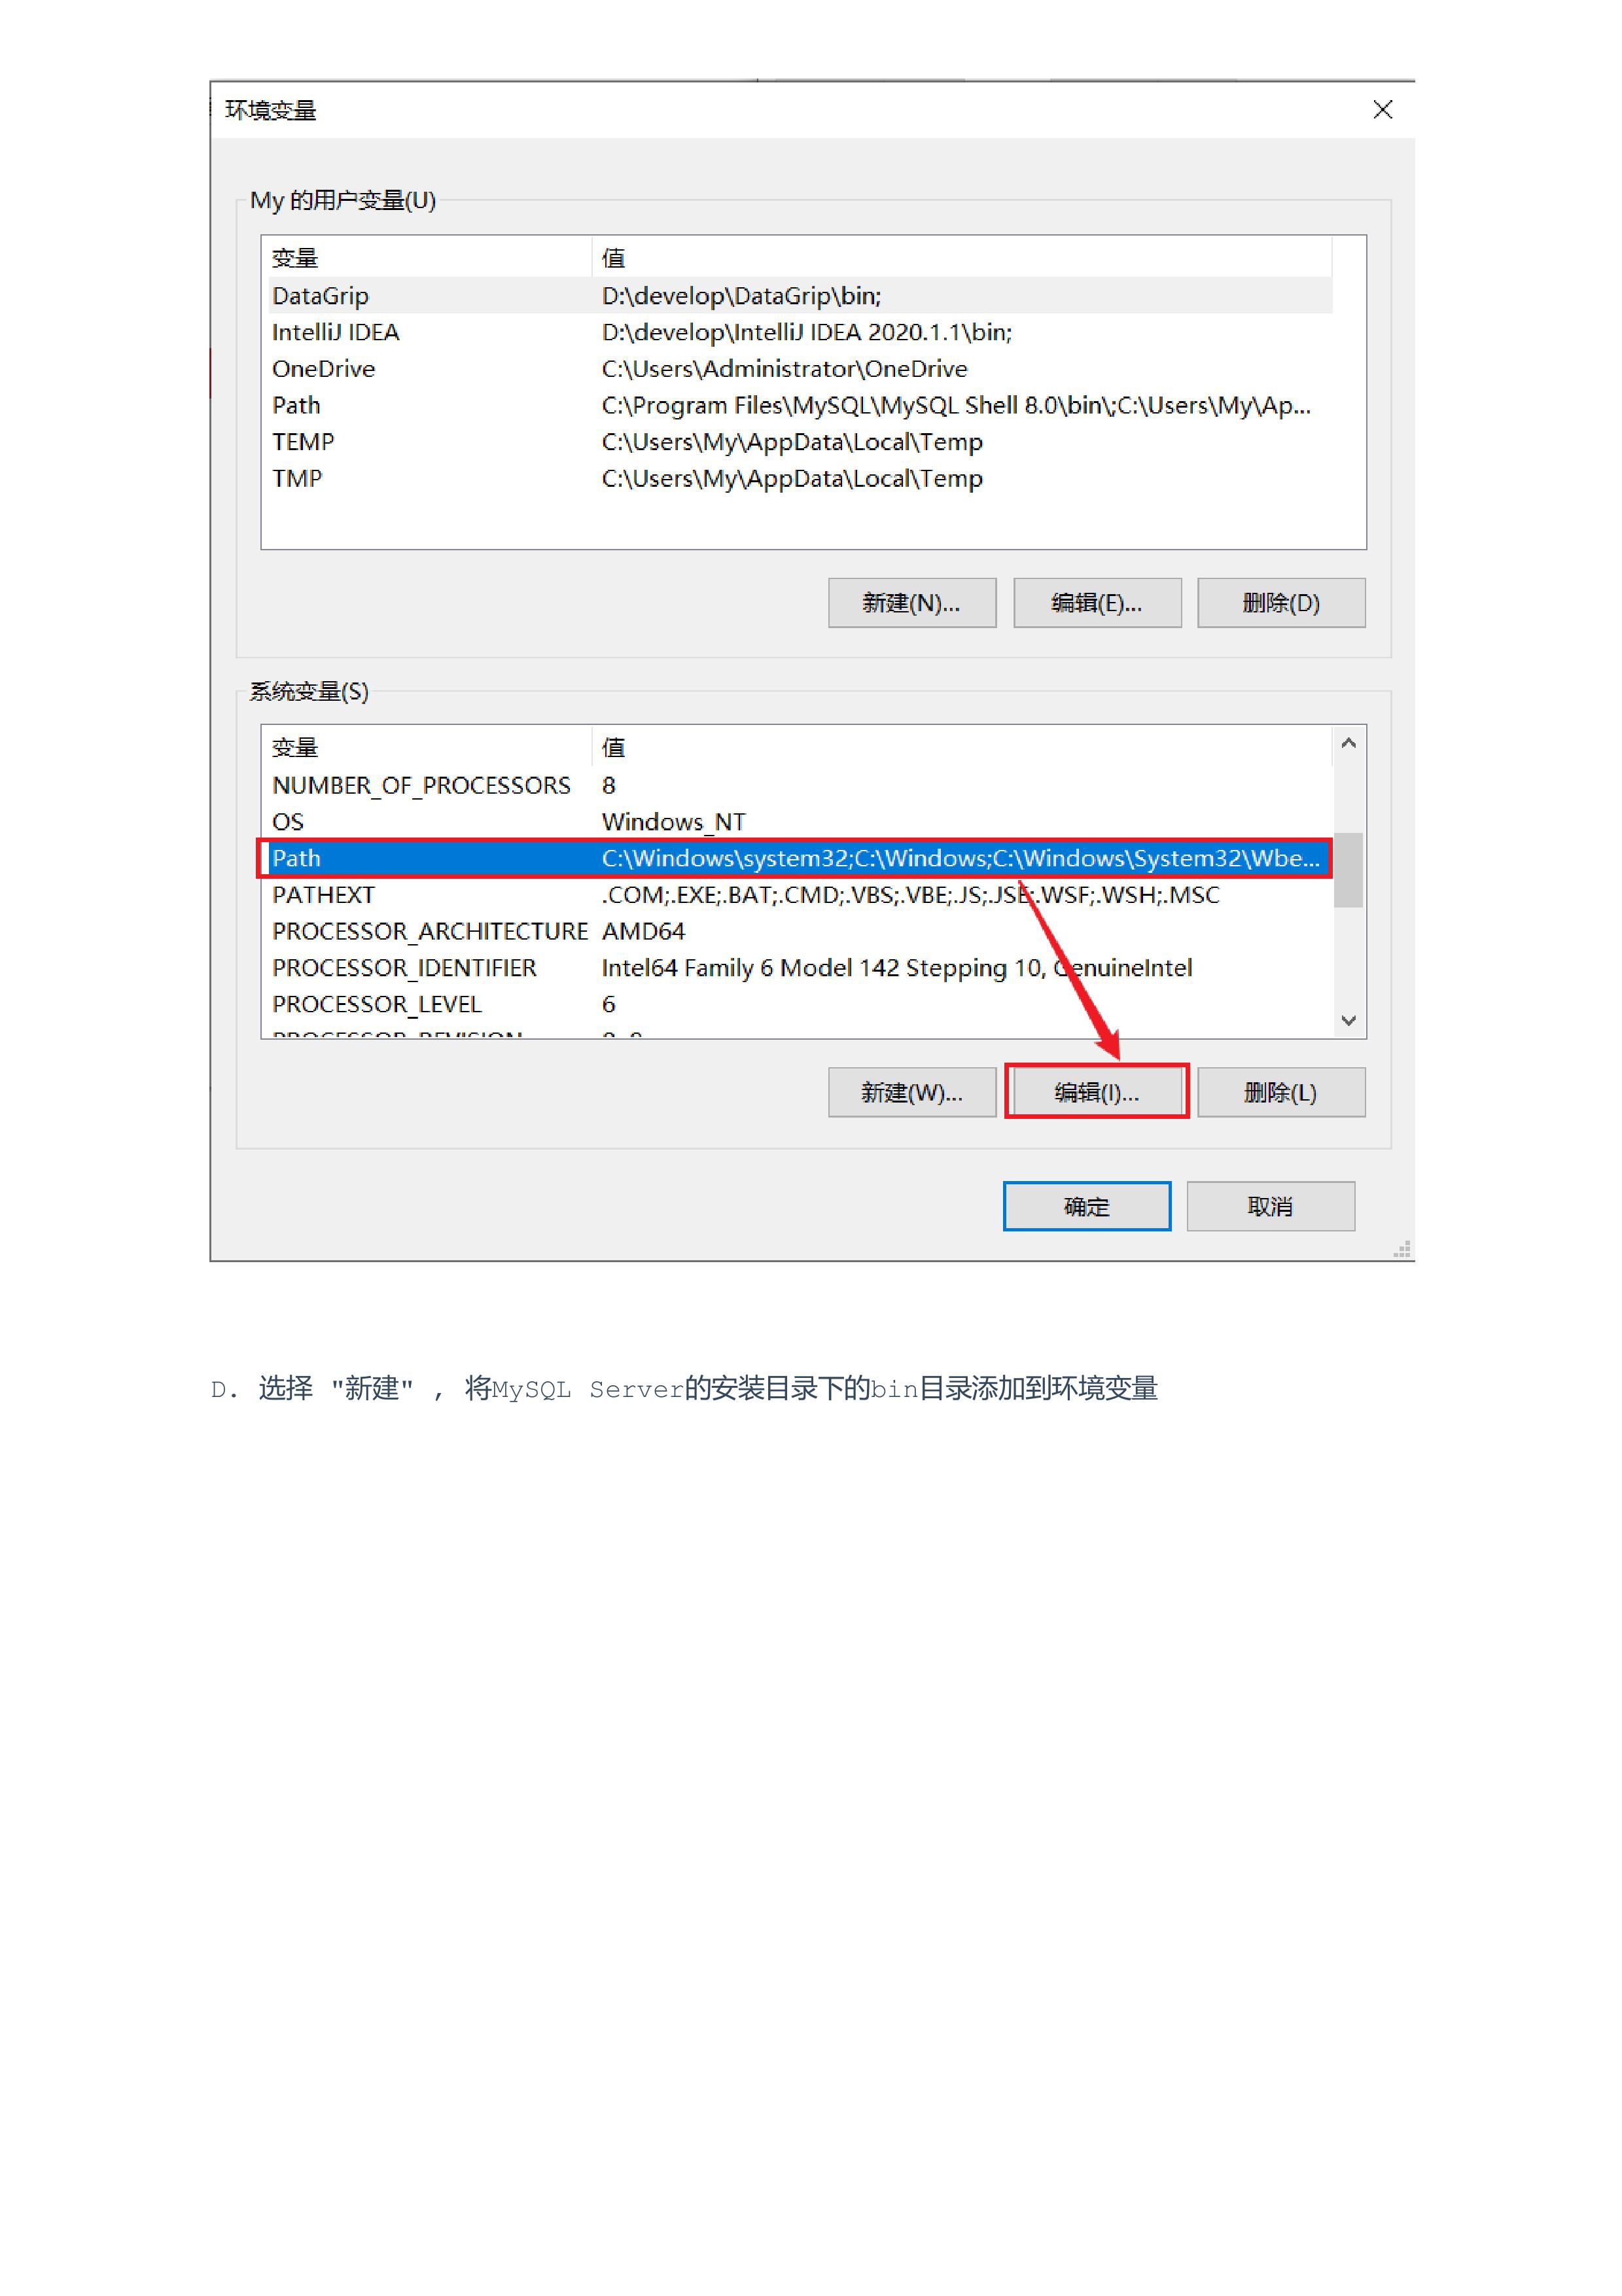 环境变量
My 的用户变量(U)
变量 值
DataGrip D:\develop\DataGrip\bin;
IntelliJ IDEA D:\develop\IntelliJ IDEA 2020.1.1\bin;
OneDrive C:\Users\Administrator\OneDrive
Path C:\Program Files\MySQL\MySQL Shell 8.0\bin\;C:\Users\My\Ap...
TEMP C:\Users\My\AppData\Local\Temp
TMP C:\Users\My\AppData\Local\Temp
新建(N)... 编辑(E)... 删除(D)
系统变量(S)
变量 值
NUMBER_OF_PROCESSORS 8
OS Windows_NT
Path C:\Windows\system32;C:\Windows;C:\Windows\System32\Wbe...
PATHEXT .COM;.EXE;.BAT;.CMD;.VBS;.VBE;.JS;.JSE;.WSF;.WSH;.MSC
PROCESSOR_ARCHITECTURE AMD64
PROCESSOR_IDENTIFIER Intel64 Family 6 Model 142 Stepping 10, GenuineIntel
PROCESSOR_LEVEL 6
新建(W)... 编辑(I)... 删除(L)
确定 取消
D. 选择 "新建" , 将MySQL Server的安装目录下的bin目录添加到环境变量